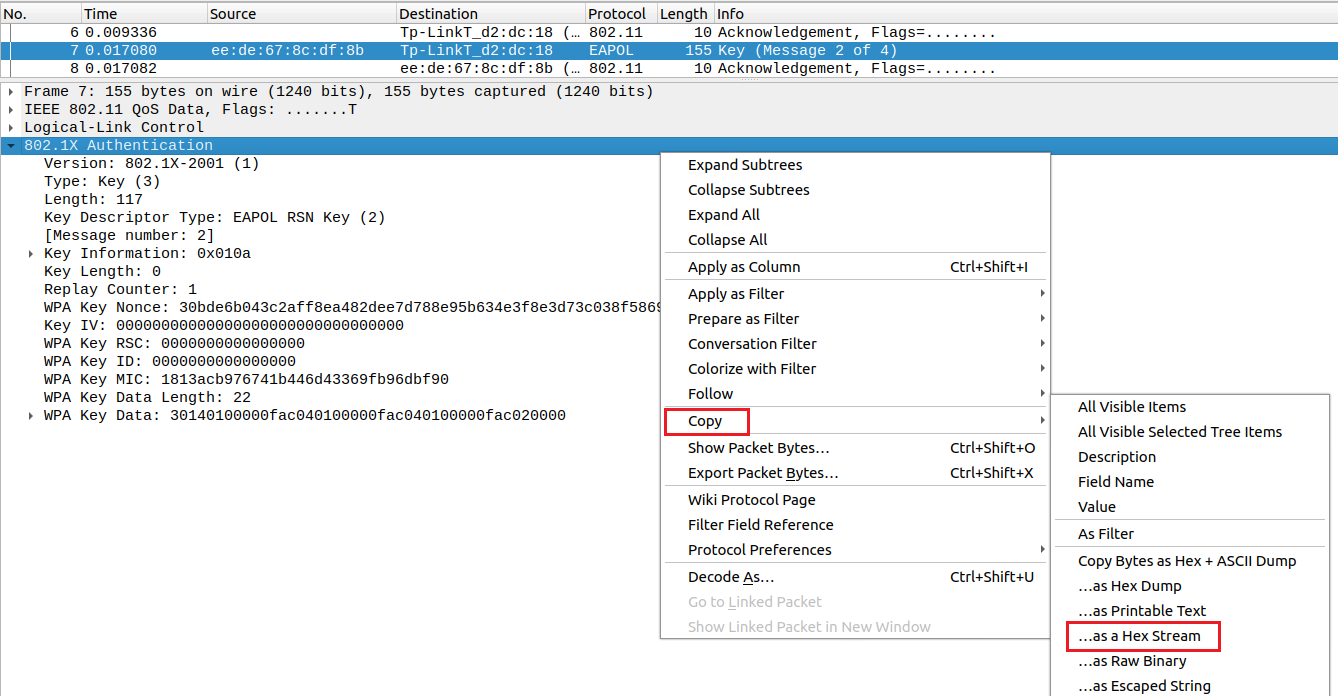 No. Time Source Destination Protocol Length Info
6 0.009336 Tp-LinkT_d2:dc:18 (… 802.11 10 Acknowledgement, Flags=........
7 0.017080 ee:de:67:8c:df:8b Tp-LinkT_d2:dc:18 EAPOL 155 Key (Message 2 of 4)
8 0.017082 ee:de:67:8c:df:8b (… 802.11 10 Acknowledgement, Flags=........
Frame 7: 155 bytes on wire (1240 bits), 155 bytes captured (1240 bits)
IEEE 802.11 QoS Data, Flags: .......T
Logical-Link Control
802.1X Authentication
Version: 802.1X-2001 (1)
Type: Key (3)
Length: 117
Key Descriptor Type: EAPOL RSN Key (2)
[Message number: 2]
Key Information: 0x010a
Key Length: 0
Replay Counter: 1
WPA Key Nonce: 30bde6b043c2aff8ea482dee7d788e95b634e3f8e3d73c038f5869
Key IV: 00000000000000000000000000000000
WPA Key RSC: 0000000000000000
WPA Key ID: 0000000000000000
WPA Key MIC: 1813acb976741b446d43369fb96dbf90
WPA Key Data Length: 22
WPA Key Data: 30140100000fac040100000fac040100000fac020000
Expand Subtrees
Collapse Subtrees
Expand All
Collapse All
Apply as Column Ctrl+Shift+I
Apply as Filter
Prepare as Filter
Conversation Filter
Colorize with Filter
Follow
Copy
Show Packet Bytes… Ctrl+Shift+O
Export Packet Bytes… Ctrl+Shift+X
Wiki Protocol Page
Filter Field Reference
Protocol Preferences
Decode As… Ctrl+Shift+U
Go to Linked Packet
Show Linked Packet in New Window
All Visible Items
All Visible Selected Tree Items
Description
Field Name
Value
As Filter
Copy Bytes as Hex + ASCII Dump
…as Hex Dump
…as Printable Text
…as a Hex Stream
…as Raw Binary
…as Escaped String